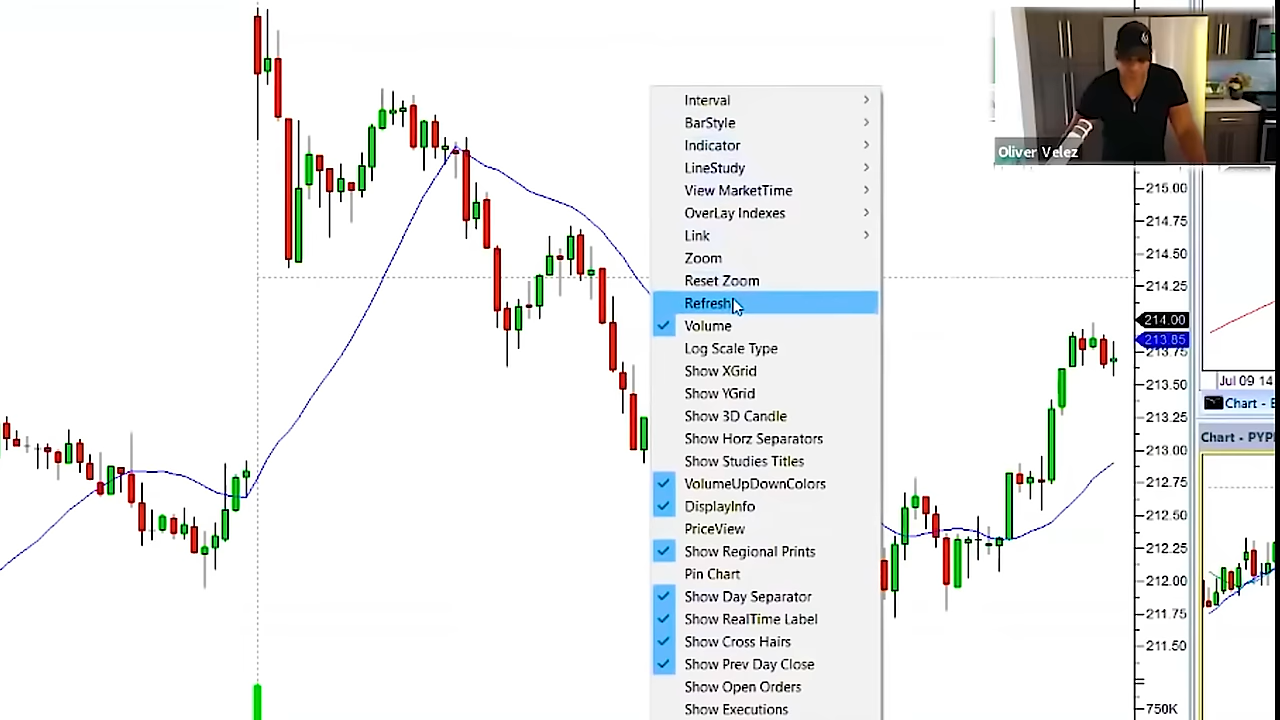 Interval
BarStyle
Indicator
LineStudy
View MarketTime
OverLay Indexes
Link
Zoom
Reset Zoom
Refresh
Volume
Log Scale Type
Show XGrid
Show YGrid
Show 3D Candle
Show Horz Separators
Show Studies Titles
VolumeUpDownColors
DisplayInfo
PriceView
Show Regional Prints
Pin Chart
Show Day Separator
Show RealTime Label
Show Cross Hairs
Show Prev Day Close
Show Open Orders
Show Executions
Oliver Velez
215.00
214.75
214.50
214.25
214.00
213.85
213.75
213.50
213.25
213.00
212.75
212.50
212.25
212.00
211.75
211.50
750K
Jul 09 14
Chart - E
Chart - PYP